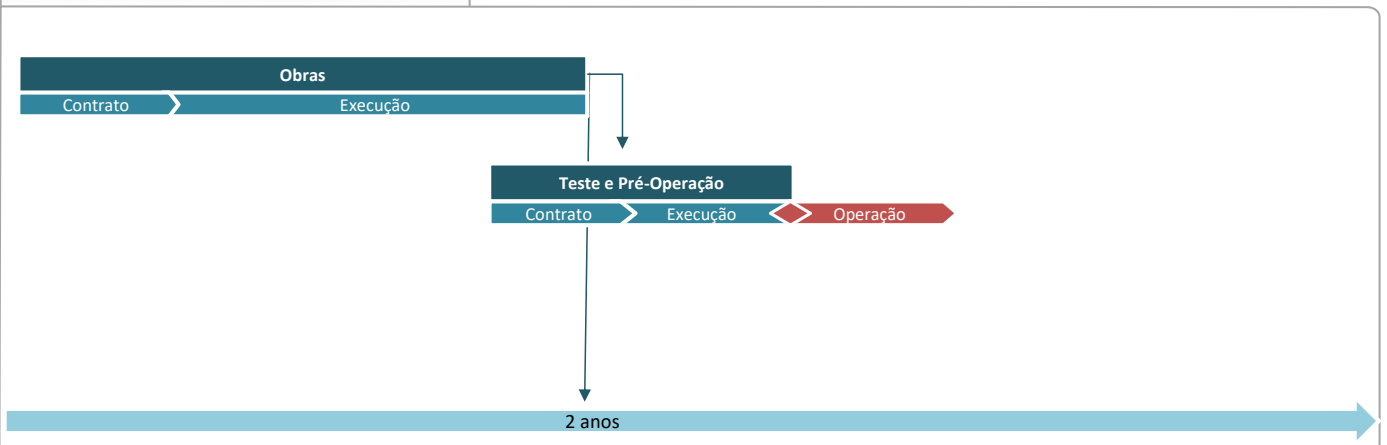 Obras
Contrato Execução
Teste e Pré-Operação
Contrato Execução Operação
2 anos